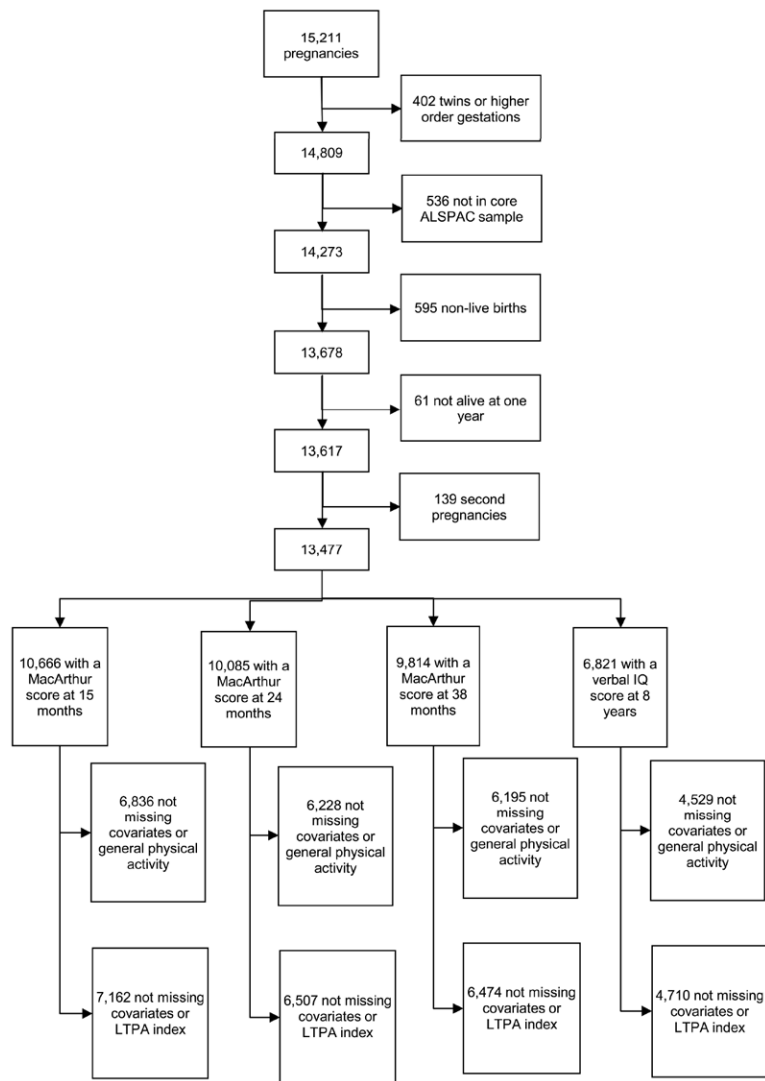 15,211
pregnancies
402 twins or higher
order gestations
14,809
536 not in core
ALSPAC sample
14,273
595 non-live births
13,678
61 not alive at one
year
13,617
139 second
pregnancies
13,477
10,666 with a
MacArthur
score at 15
months
10,085 with a
MacArthur
score at 24
months
9,814 with a
MacArthur
score at 38
months
6,821 with a
verbal IQ
score at 8
years
6,836 not
missing
covariates or
general physical
activity
6,228 not
missing
covariates or
general physical
activity
6,195 not
missing
covariates or
general physical
activity
4,529 not
missing
covariates or
general physical
activity
7,162 not missing
covariates or
LTPA index
6,507 not missing
covariates or
LTPA index
6,474 not missing
covariates or
LTPA index
4,710 not missing
covariates or
LTPA index